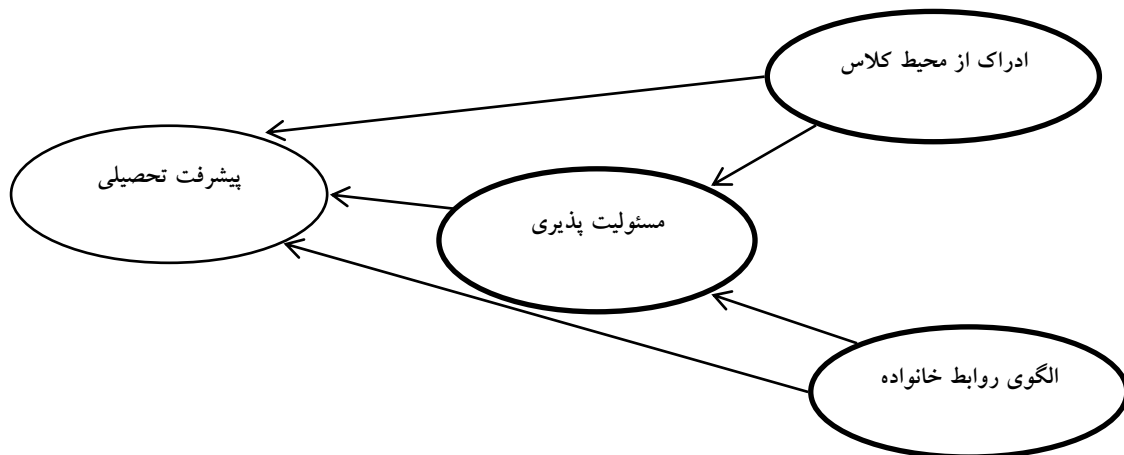 ادراک از محیط کلاس
پیشرفت تحصیلی
مسئولیت پذیری
الگوی روابط خانواده